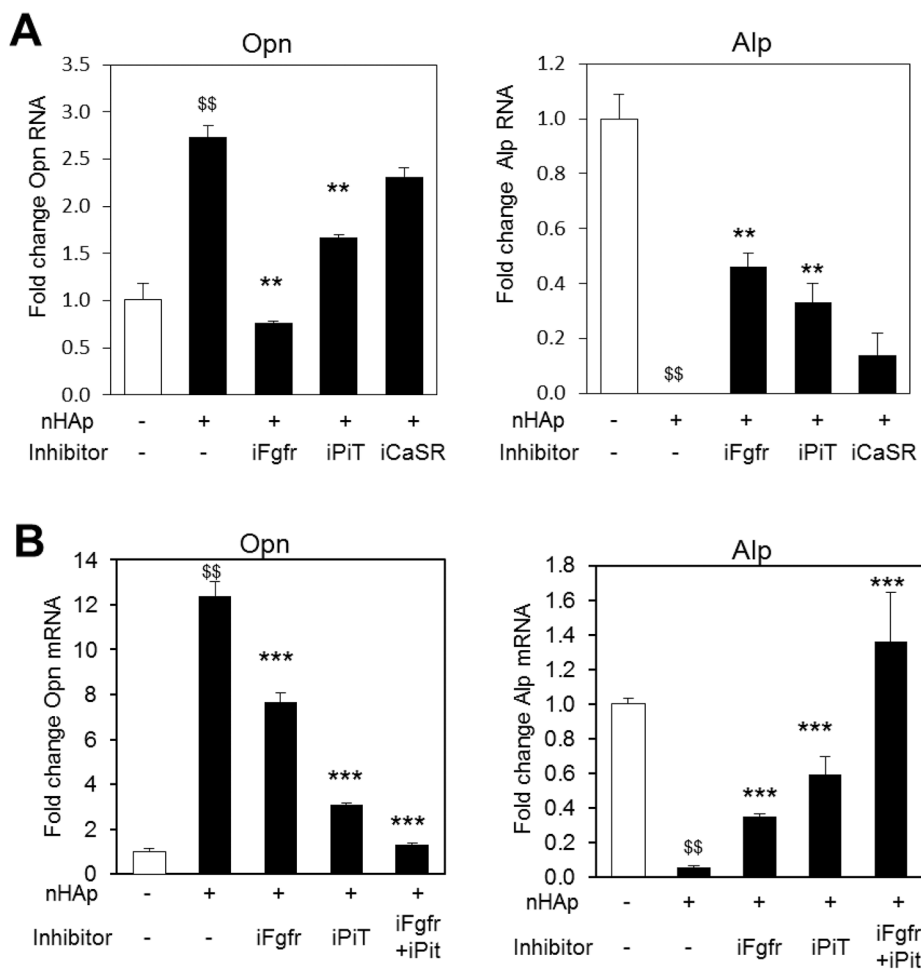 A
Opn
Fold change Opn RNA
3.5
3.0
2.5
2.0
1.5
1.0
0.5
0.0
$$
**
**
nHAp - + + + +
Inhibitor - - iFgfr iPiT iCaSR
Alp
Fold change Alp RNA
1.2
1.0
0.8
0.6
0.4
0.2
0.0
$$
**
**
nHAp - + + + +
Inhibitor - - iFgfr iPiT iCaSR
B
Opn
Fold change Opn mRNA
14
12
10
8
6
4
2
0
$$
***
***
***
nHAp - + + + +
Inhibitor - - iFgfr iPiT iFgfr
+iPit
Alp
Fold change Alp mRNA
1.8
1.6
1.4
1.2
1.0
0.8
0.6
0.4
0.2
0.0
$$
***
***
***
nHAp - + + + +
Inhibitor - - iFgfr iPiT iFgfr
+iPit